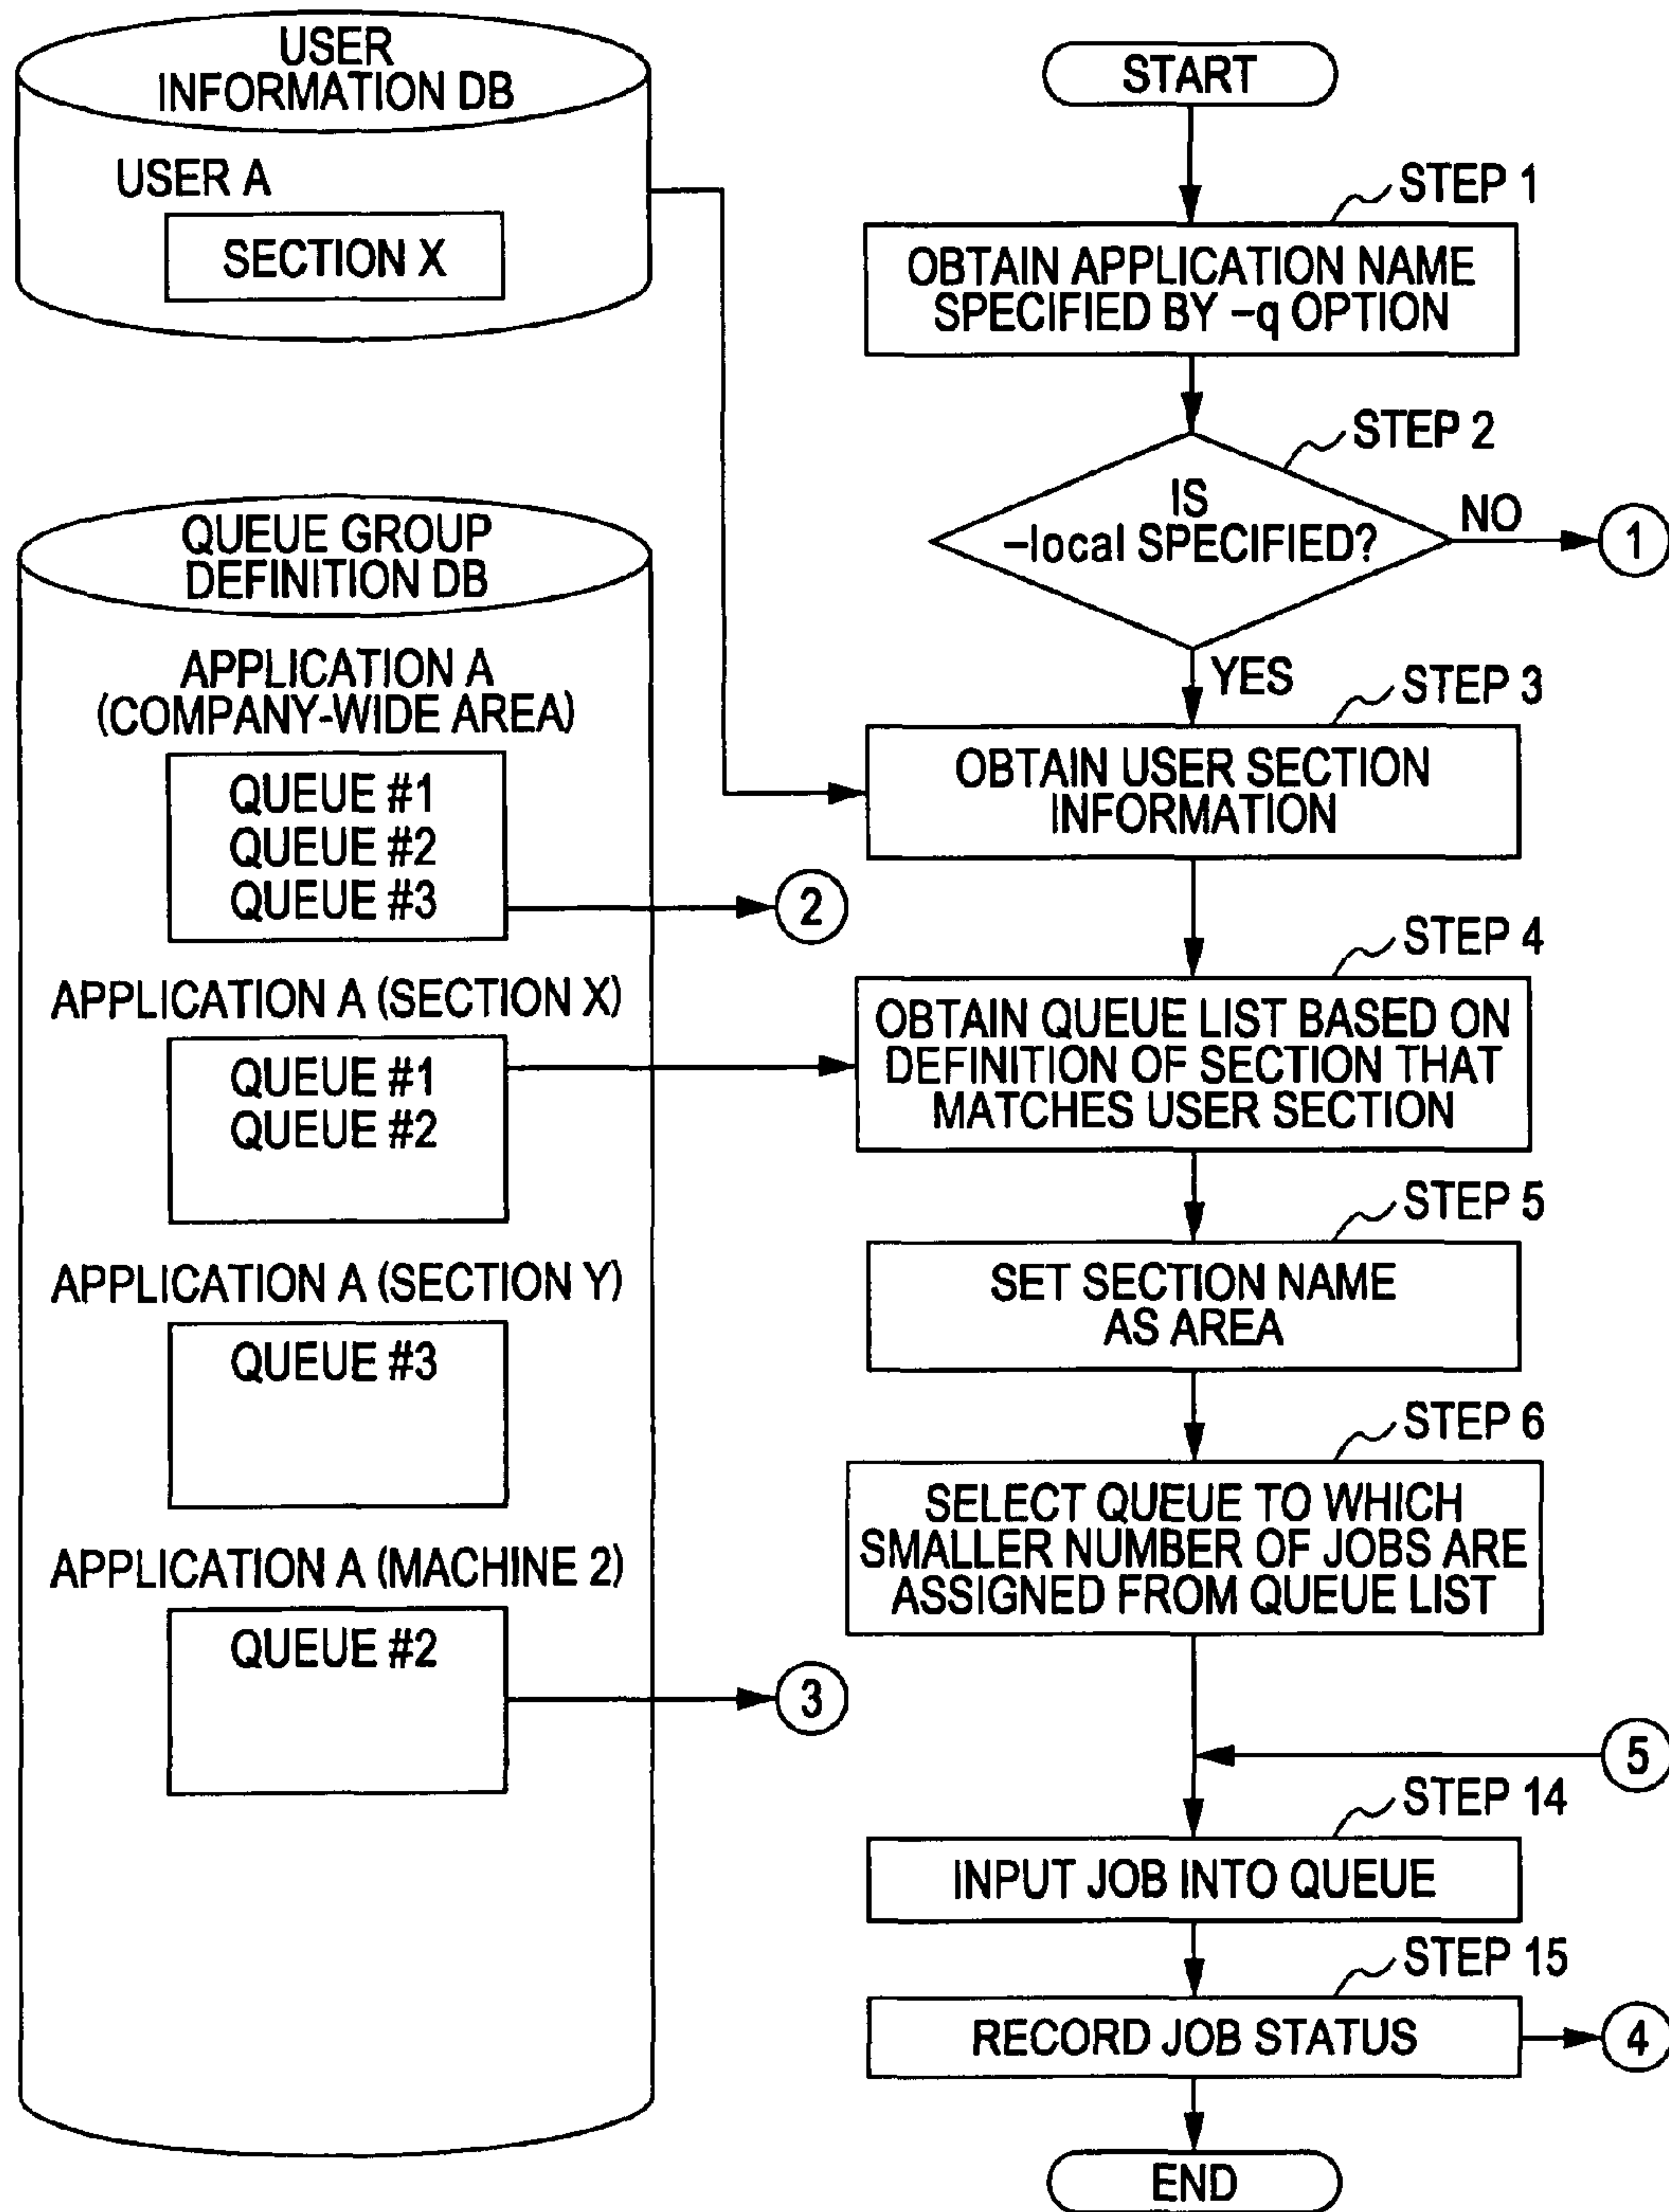 USER
INFORMATION DB
USER A
SECTION X
QUEUE GROUP
DEFINITION DB
APPLICATION A
(COMPANY-WIDE AREA)
QUEUE #1
QUEUE #2
QUEUE #3
2
APPLICATION A (SECTION X)
QUEUE #1
QUEUE #2
APPLICATION A (SECTION Y)
QUEUE #3
APPLICATION A (MACHINE 2)
QUEUE #2
3
START
STEP 1
OBTAIN APPLICATION NAME
SPECIFIED BY –q OPTION
STEP 2
IS
–local SPECIFIED?
NO
1
YES
STEP 3
OBTAIN USER SECTION
INFORMATION
STEP 4
OBTAIN QUEUE LIST BASED ON
DEFINITION OF SECTION THAT
MATCHES USER SECTION
STEP 5
SET SECTION NAME
AS AREA
STEP 6
SELECT QUEUE TO WHICH
SMALLER NUMBER OF JOBS ARE
ASSIGNED FROM QUEUE LIST
5
STEP 14
INPUT JOB INTO QUEUE
STEP 15
RECORD JOB STATUS
4
END